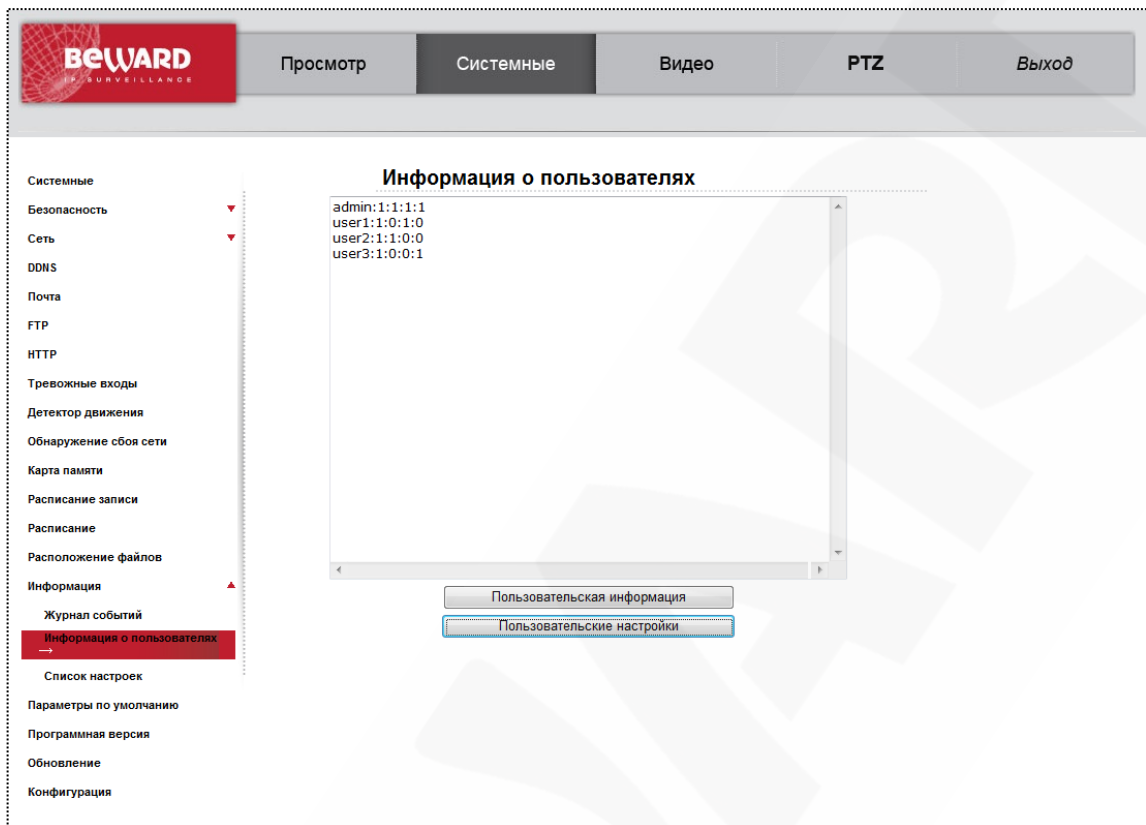 BEWARD
IP SURVEILLANCE
Просмотр
Системные
Видео
PTZ
Выход
Системные
Безопасность
Сеть
DDNS
Почта
FTP
HTTP
Тревожные входы
Детектор движения
Обнаружение сбоя сети
Карта памяти
Расписание записи
Расписание
Расположение файлов
Информация
Журнал событий
Информация о пользователях
→
Список настроек
Параметры по умолчанию
Программная версия
Обновление
Конфигурация
Информация о пользователях
admin:1:1:1:1
user1:1:0:1:0
user2:1:1:0:0
user3:1:0:0:1
Пользовательская информация
Пользовательские настройки